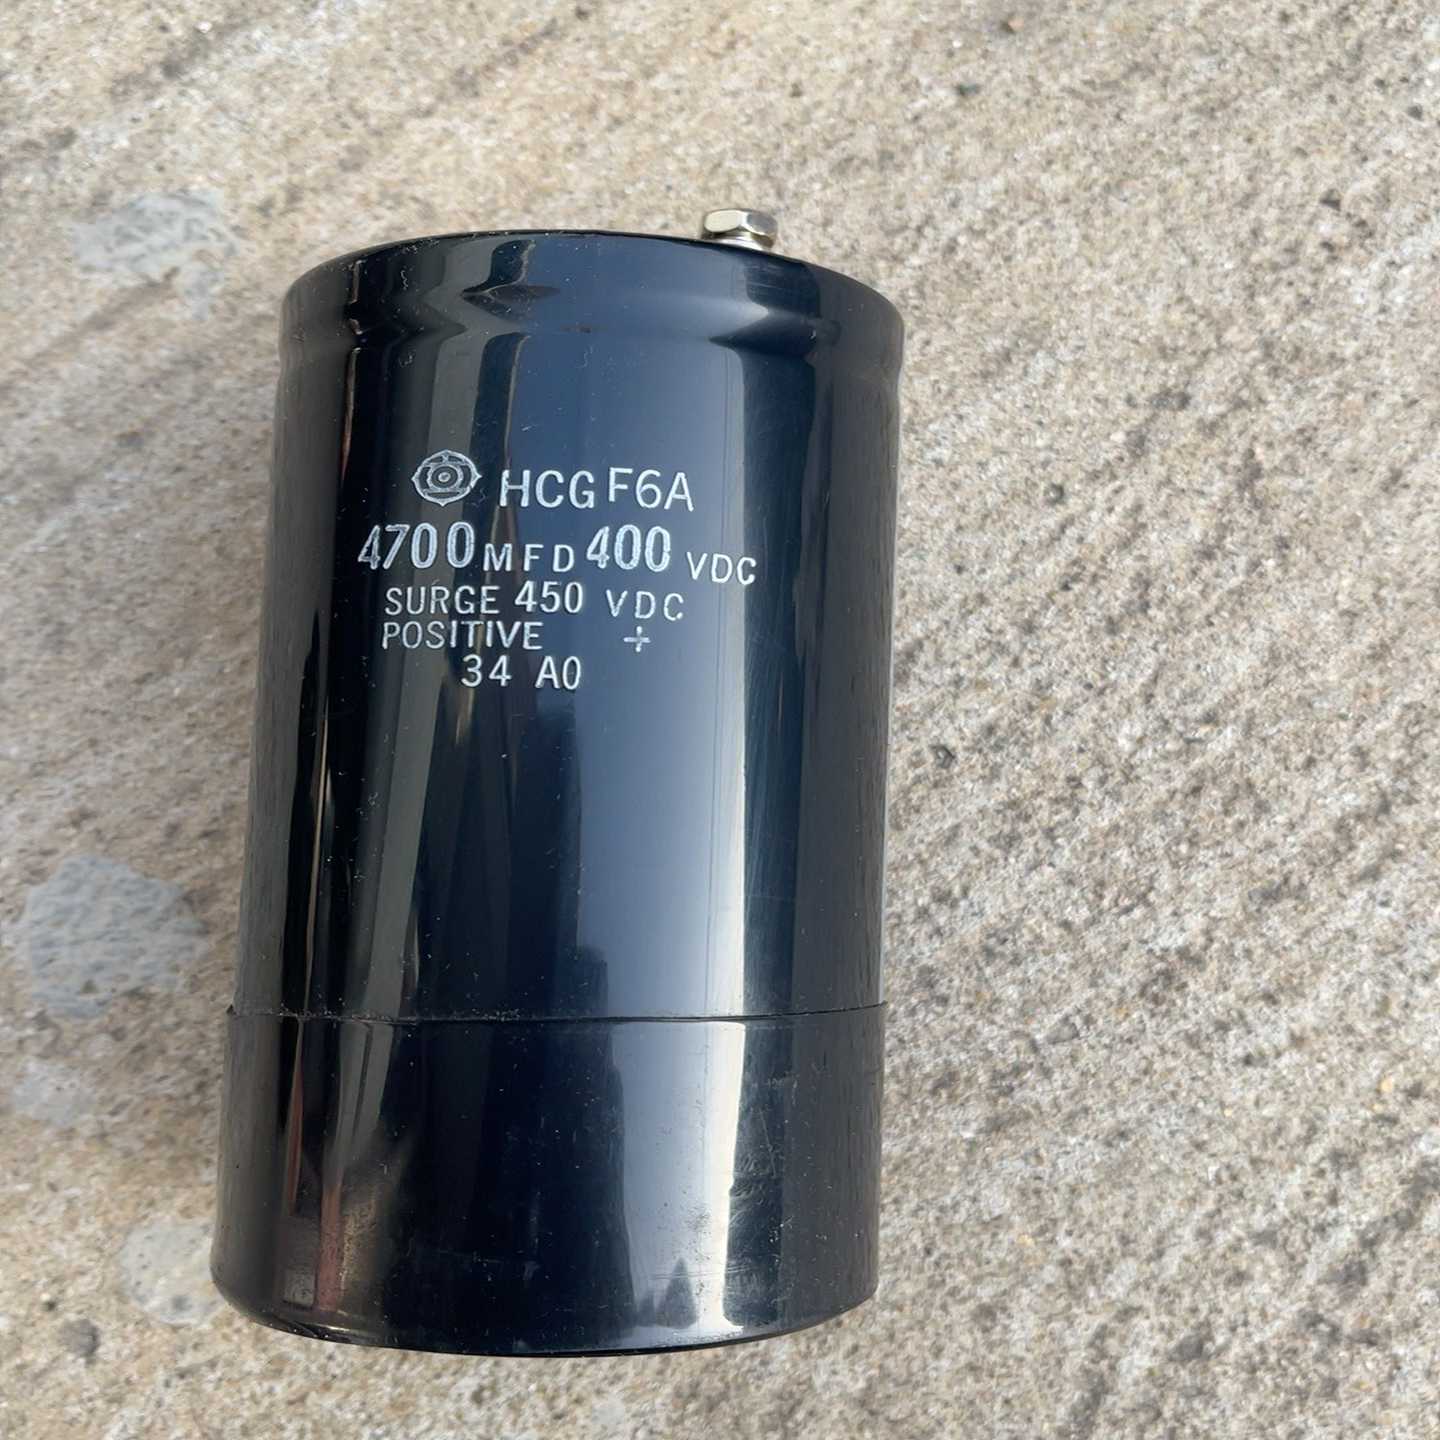 HCG F6A
4700 MFD 400 VDC
SURGE 450 VDC
POSITIVE +
34 A0